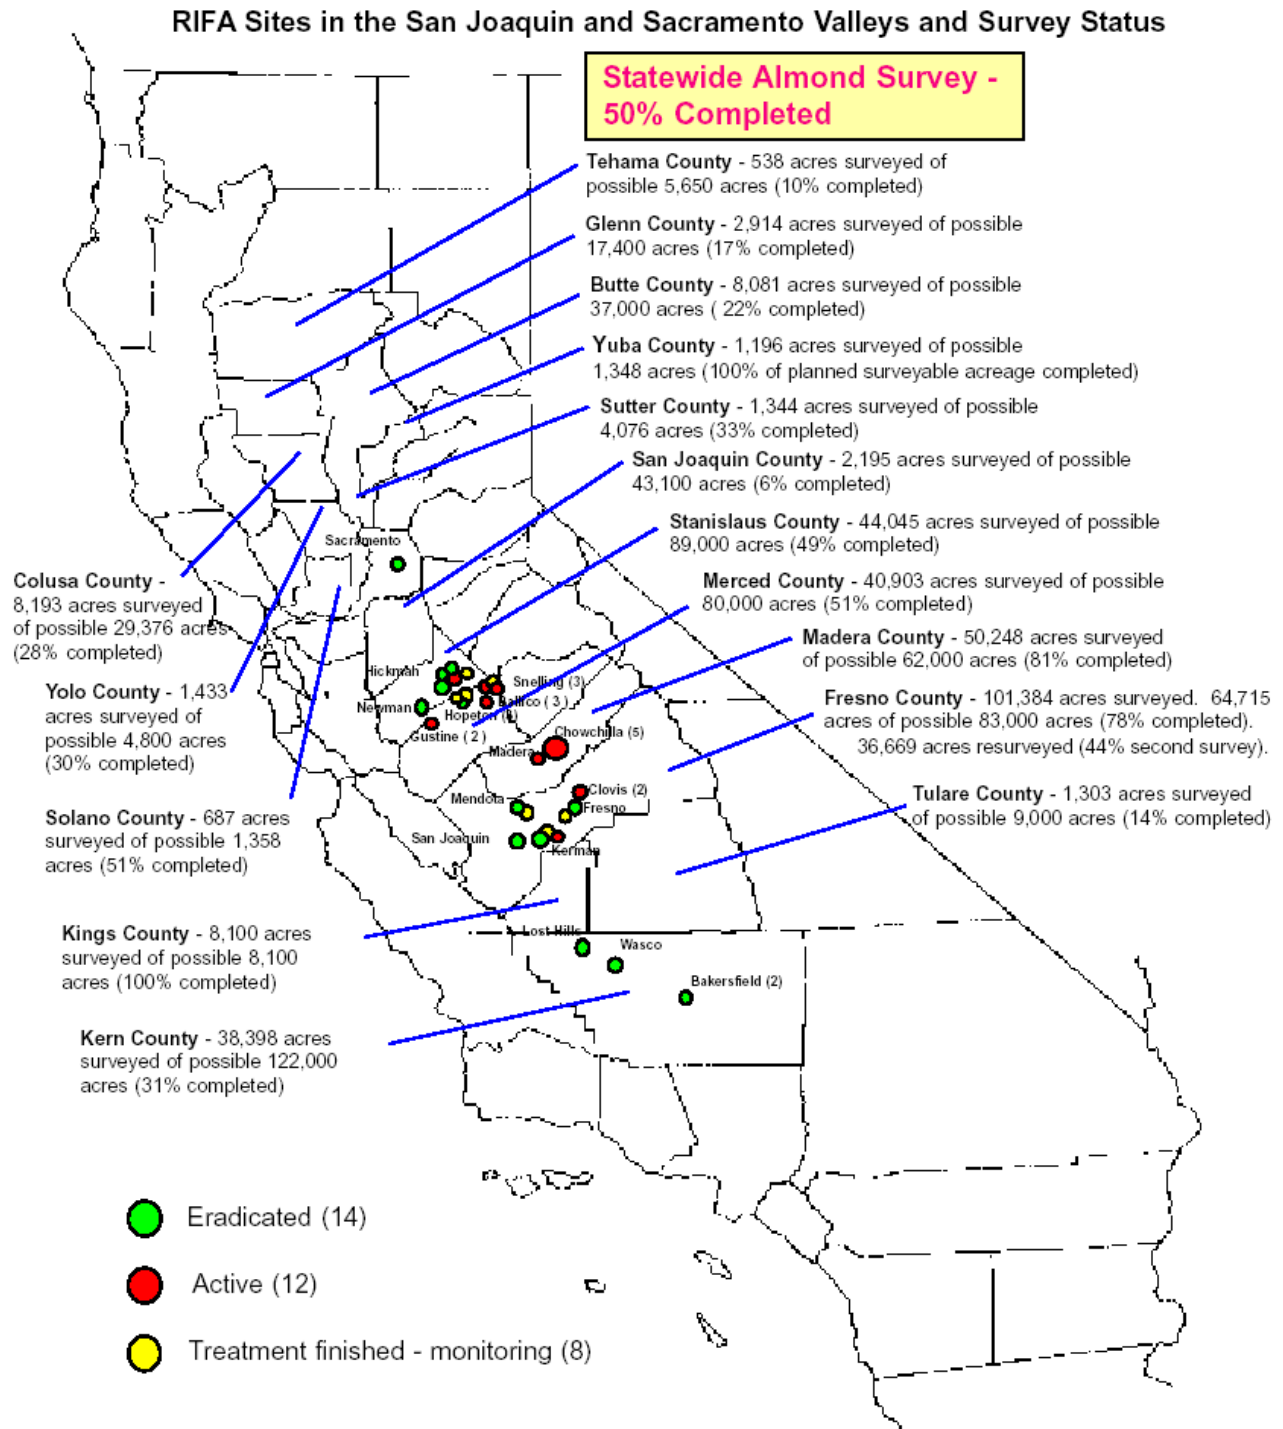 RIFA Sites in the San Joaquin and Sacramento Valleys and Survey Status
Statewide Almond Survey -
50% Completed
Tehama County - 538 acres surveyed of
possible 5,650 acres (10% completed)
Glenn County - 2,914 acres surveyed of possible
17,400 acres (17% completed)
Butte County - 8,081 acres surveyed of possible
37,000 acres ( 22% completed)
Yuba County - 1,196 acres surveyed of possible
1,348 acres (100% of planned surveyable acreage completed)
Sutter County - 1,344 acres surveyed of possible
4,076 acres (33% completed)
San Joaquin County - 2,195 acres surveyed of possible
43,100 acres (6% completed)
Stanislaus County - 44,045 acres surveyed of possible
89,000 acres (49% completed)
Merced County - 40,903 acres surveyed of possible
80,000 acres (51% completed)
Madera County - 50,248 acres surveyed
of possible 62,000 acres (81% completed)
Fresno County - 101,384 acres surveyed. 64,715
acres of possible 83,000 acres (78% completed).
36,669 acres resurveyed (44% second survey).
Tulare County - 1,303 acres surveyed
of possible 9,000 acres (14% completed)
Colusa County -
8,193 acres surveyed
of possible 29,376 acres
(28% completed)
Yolo County - 1,433
acres surveyed of
possible 4,800 acres
(30% completed)
Solano County - 687 acres
surveyed of possible 1,358
acres (51% completed)
Kings County - 8,100 acres
surveyed of possible 8,100
acres (100% completed)
Kern County - 38,398 acres
surveyed of possible 122,000
acres (31% completed)
Sacramento
Hickman
Snelling (3)
Newman
Ballico ( 3 )
Hopeton
Gustine ( 2 )
Chowchilla (5)
Madera
Clovis (2)
Mendota
Fresno
San Joaquin
Kerman
Lost Hills
Wasco
Bakersfield (2)
Eradicated (14)
Active (12)
Treatment finished - monitoring (8)